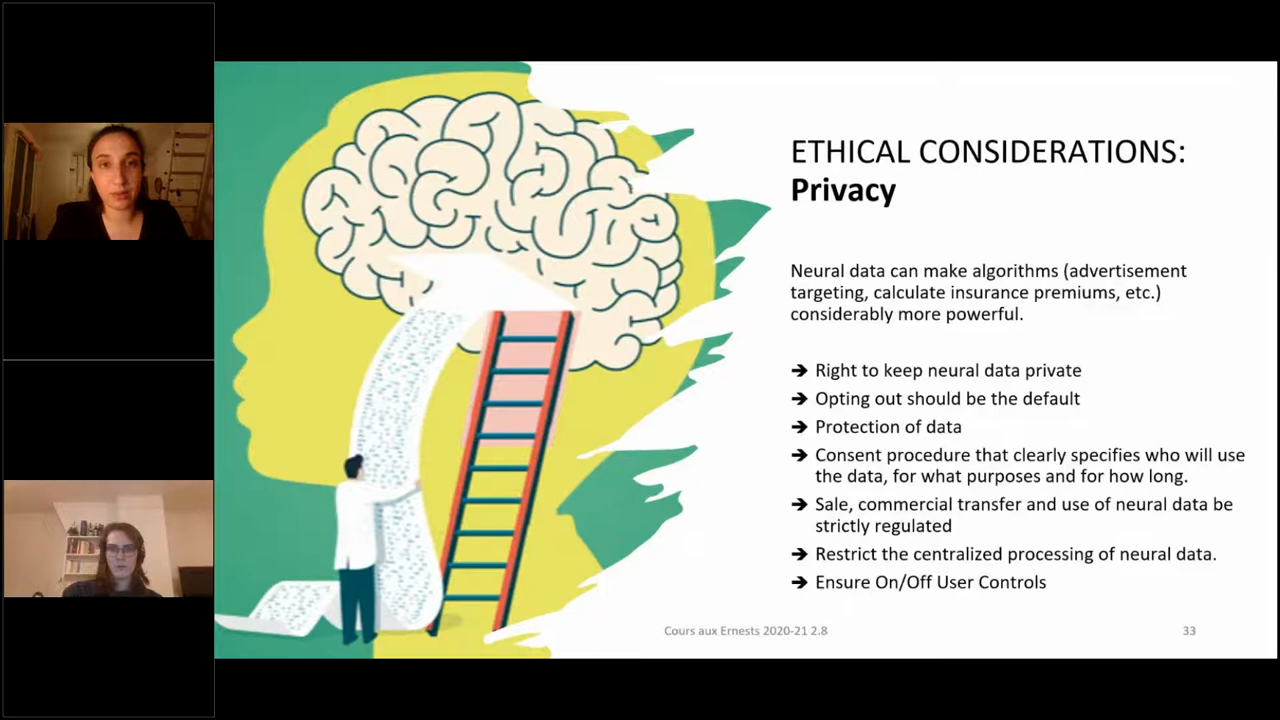 ETHICAL CONSIDERATIONS:
Privacy
Neural data can make algorithms (advertisement
targeting, calculate insurance premiums, etc.)
considerably more powerful.
➔ Right to keep neural data private
➔ Opting out should be the default
➔ Protection of data
➔ Consent procedure that clearly specifies who will use
the data, for what purposes and for how long.
➔ Sale, commercial transfer and use of neural data be
strictly regulated
➔ Restrict the centralized processing of neural data.
➔ Ensure On/Off User Controls
Cours aux Ernests 2020-21 2.8
33